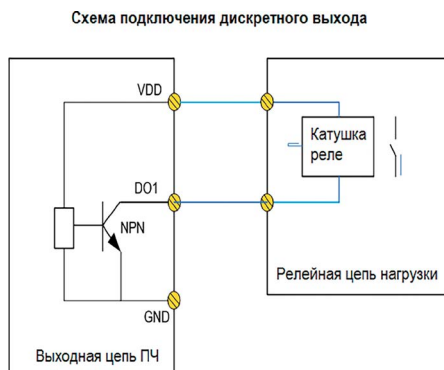 Схема подключения дискретного выхода
VDD
Катушка
реле
DO1
NPN
GND
Релейная цепь нагрузки
Выходная цепь ПЧ